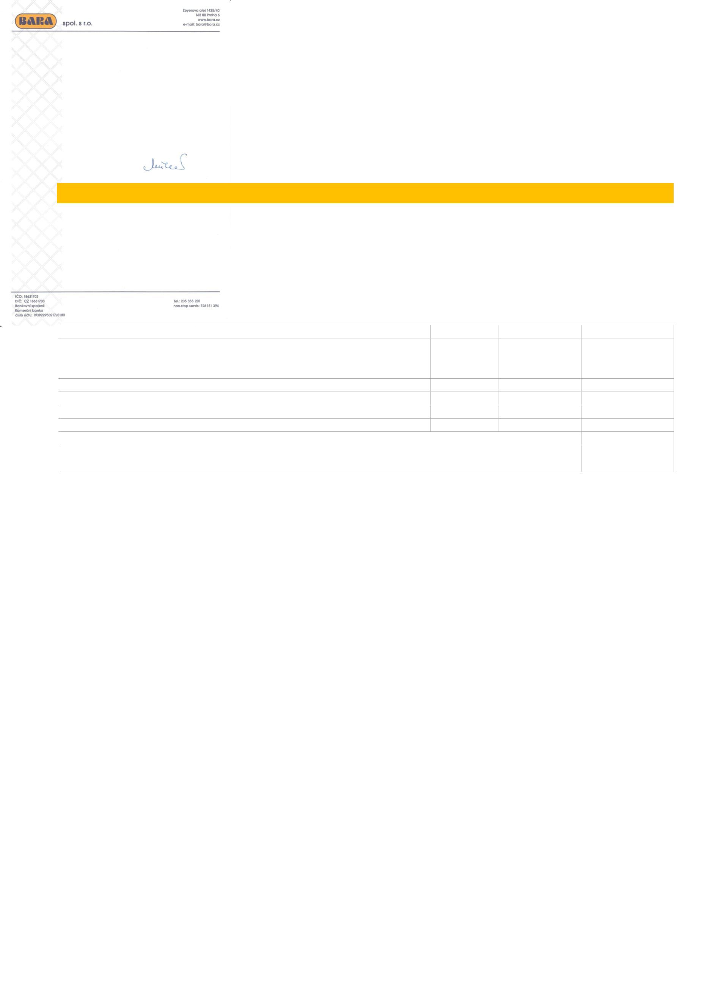 Zeyerova alej 1425/40
162 00 Praha 6
www.bara.cz
e-mail: bara@bara.cz
BARA spol. s r.o.
IČO: 18631703
DIČ: CZ 18631703
Bankovní spojení:
Komerční banka
číslo účtu: 193922950217/0100
Tel.: 235 355 201
non-stop servis: 728 151 394